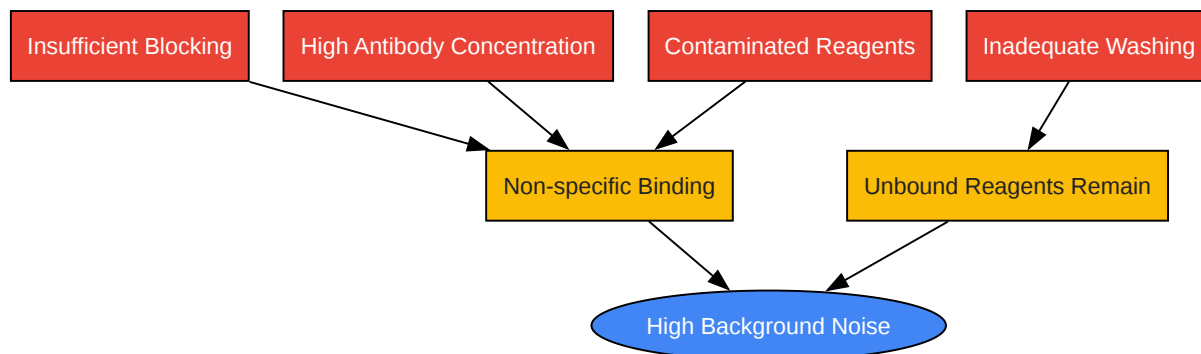 Insufficient Blocking
High Antibody Concentration
Contaminated Reagents
Inadequate Washing
Non-specific Binding
Unbound Reagents Remain
High Background Noise